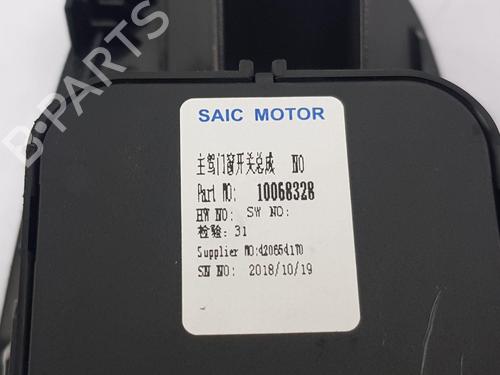 SAIC MOTOR
主驾门窗开关总成 NO
Part NO: 10068328
HW NO: SW NO:
检验: 31
Supplier NO:42065417O
SN NO: 2018/10/19
B-PARTS